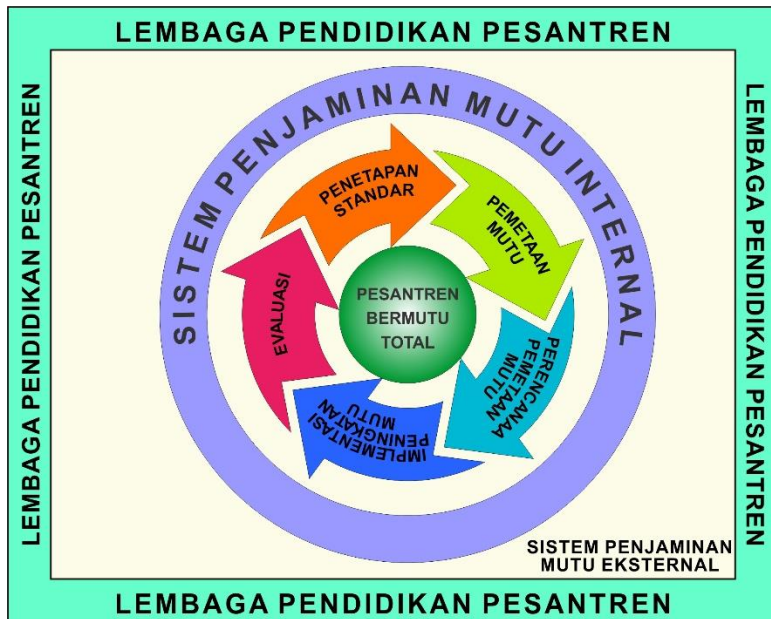 LEMBAGA PENDIDIKAN PESANTREN
LEMBAGA PENDIDIKAN PESANTREN
LEMBAGA PENDIDIKAN PESANTREN
SISTEM PENJAMINAN MUTU INTERNAL
PENETAPAN
STANDAR
PEMETAAN
MUTU
PERENCANAA
PEMETAAN
MUTU
IMPLEMENTASI
PENINGKATAN
MUTU
EVALUASI
PESANTREN
BERMUTU
TOTAL
SISTEM PENJAMINAN
MUTU EKSTERNAL
LEMBAGA PENDIDIKAN PESANTREN